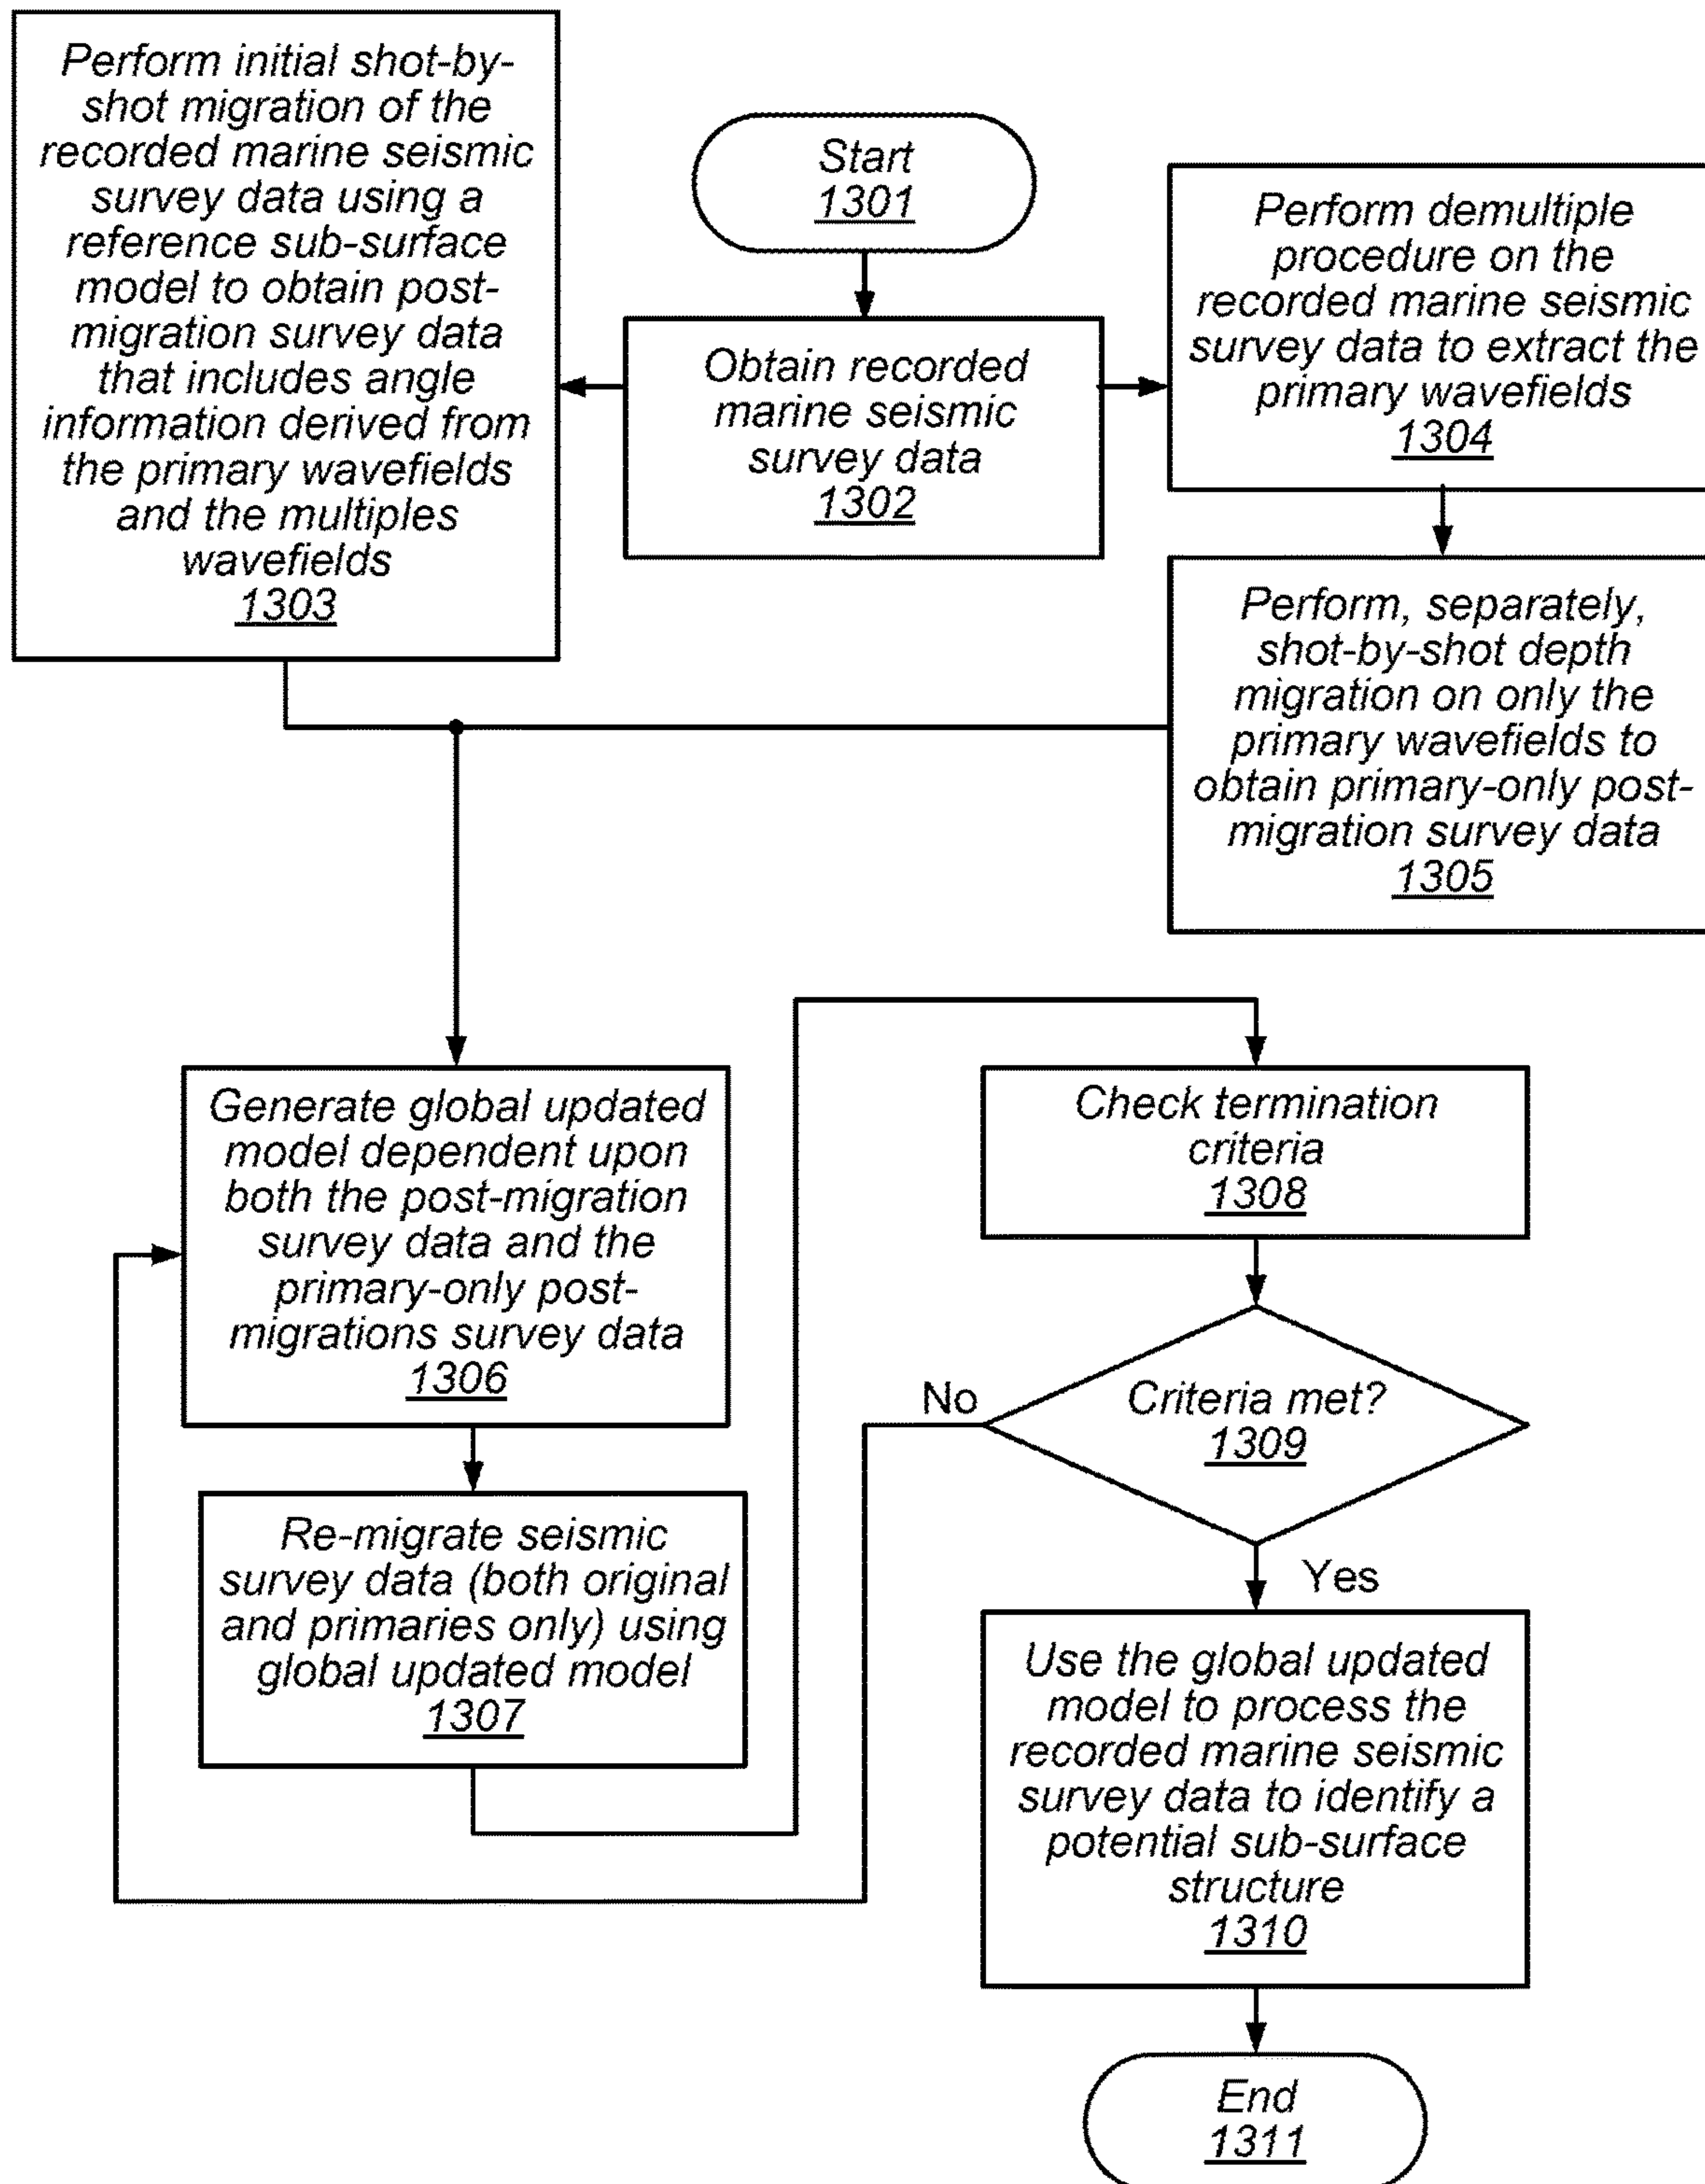 Start
1301
Obtain recorded
marine seismic
survey data
1302
Perform initial shot-by-
shot migration of the
recorded marine seismic
survey data using a
reference sub-surface
model to obtain post-
migration survey data
that includes angle
information derived from
the primary wavefields
and the multiples
wavefields
1303
Perform demultiple
procedure on the
recorded marine seismic
survey data to extract the
primary wavefields
1304
Perform, separately,
shot-by-shot depth
migration on only the
primary wavefields to
obtain primary-only post-
migration survey data
1305
Generate global updated
model dependent upon
both the post-migration
survey data and the
primary-only post-
migrations survey data
1306
Re-migrate seismic
survey data (both original
and primaries only) using
global updated model
1307
Check termination
criteria
1308
Criteria met?
1309
No
Yes
Use the global updated
model to process the
recorded marine seismic
survey data to identify a
potential sub-surface
structure
1310
End
1311